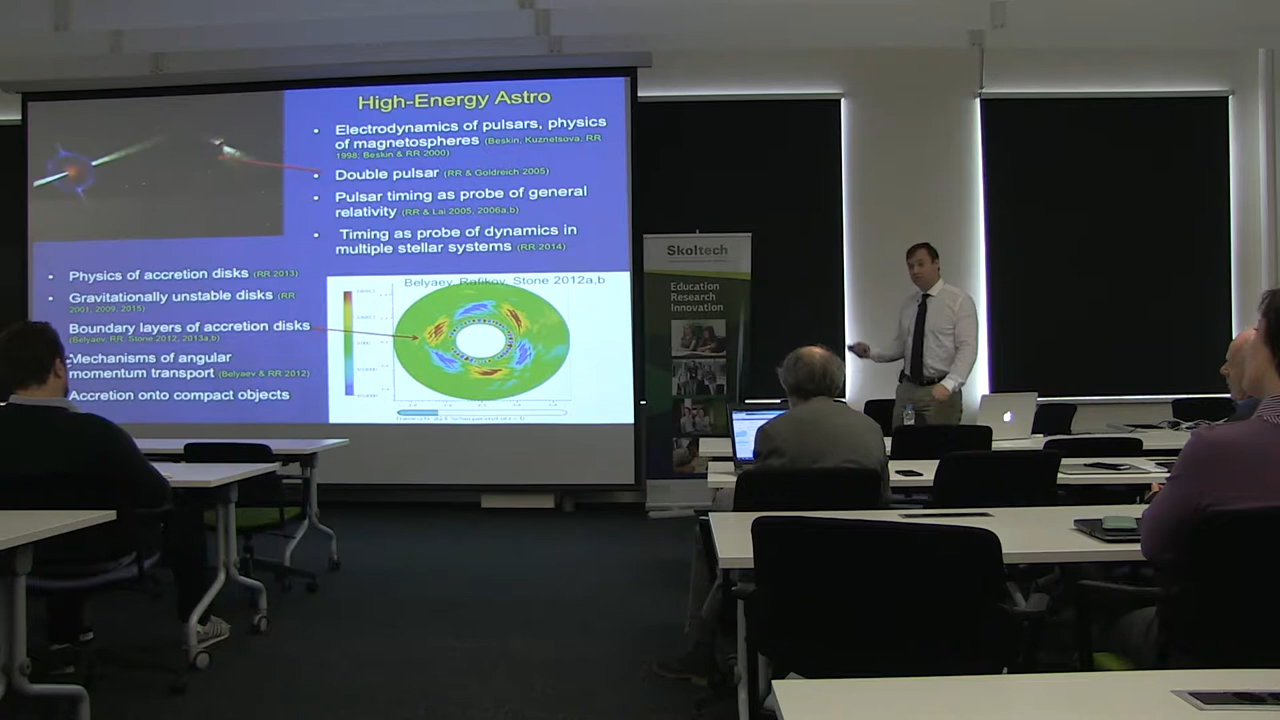 High-Energy Astro
• Electrodynamics of pulsars, physics
of magnetospheres (Beskin, Kuznetsova, RR
1998; Beskin & RR 2000)
• Double pulsar (RR & Goldreich 2005)
• Pulsar timing as probe of general
relativity (RR & Lai 2005, 2006a,b)
• Timing as probe of dynamics in
multiple stellar systems (RR 2014)
• Physics of accretion disks (RR 2013)
• Gravitationally unstable disks (RR
2001, 2009, 2015)
Boundary layers of accretion disks
(Belyaev, RR, Stone 2012, 2013a,b)
Mechanisms of angular
momentum transport (Belyaev & RR 2012)
Accretion onto compact objects
Belyaev, Rafikov, Stone 2012a,b
Skoltech
Education
Research
Innovation